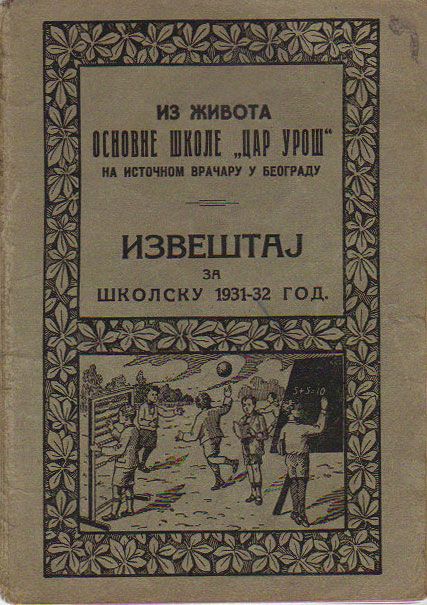 ИЗ ЖИВОТА
ОСНОВНЕ ШКОЛЕ „ЦАР УРОШ“
НА ИСТОЧНОМ ВРАЧАРУ У БЕОГРАДУ
ИЗВЕШТАЈ
ЗА
ШКОЛСКУ 1931-32 ГОД.
5+5=10